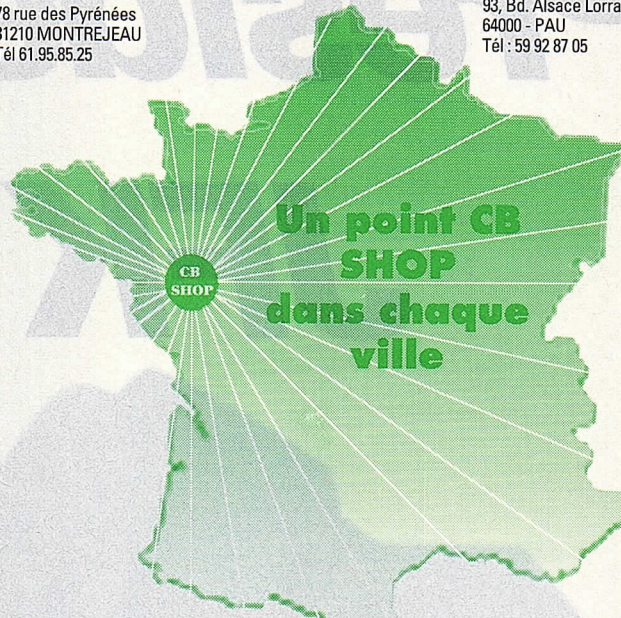 78 rue des Pyrénées
31210 MONTREJEAU
Tél 61.95.85.25
93, Bd. Alsace Lorra
64000 - PAU
Tél : 59 92 87 05
Un point CB
SHOP
dans chaque
ville
CB
SHOP